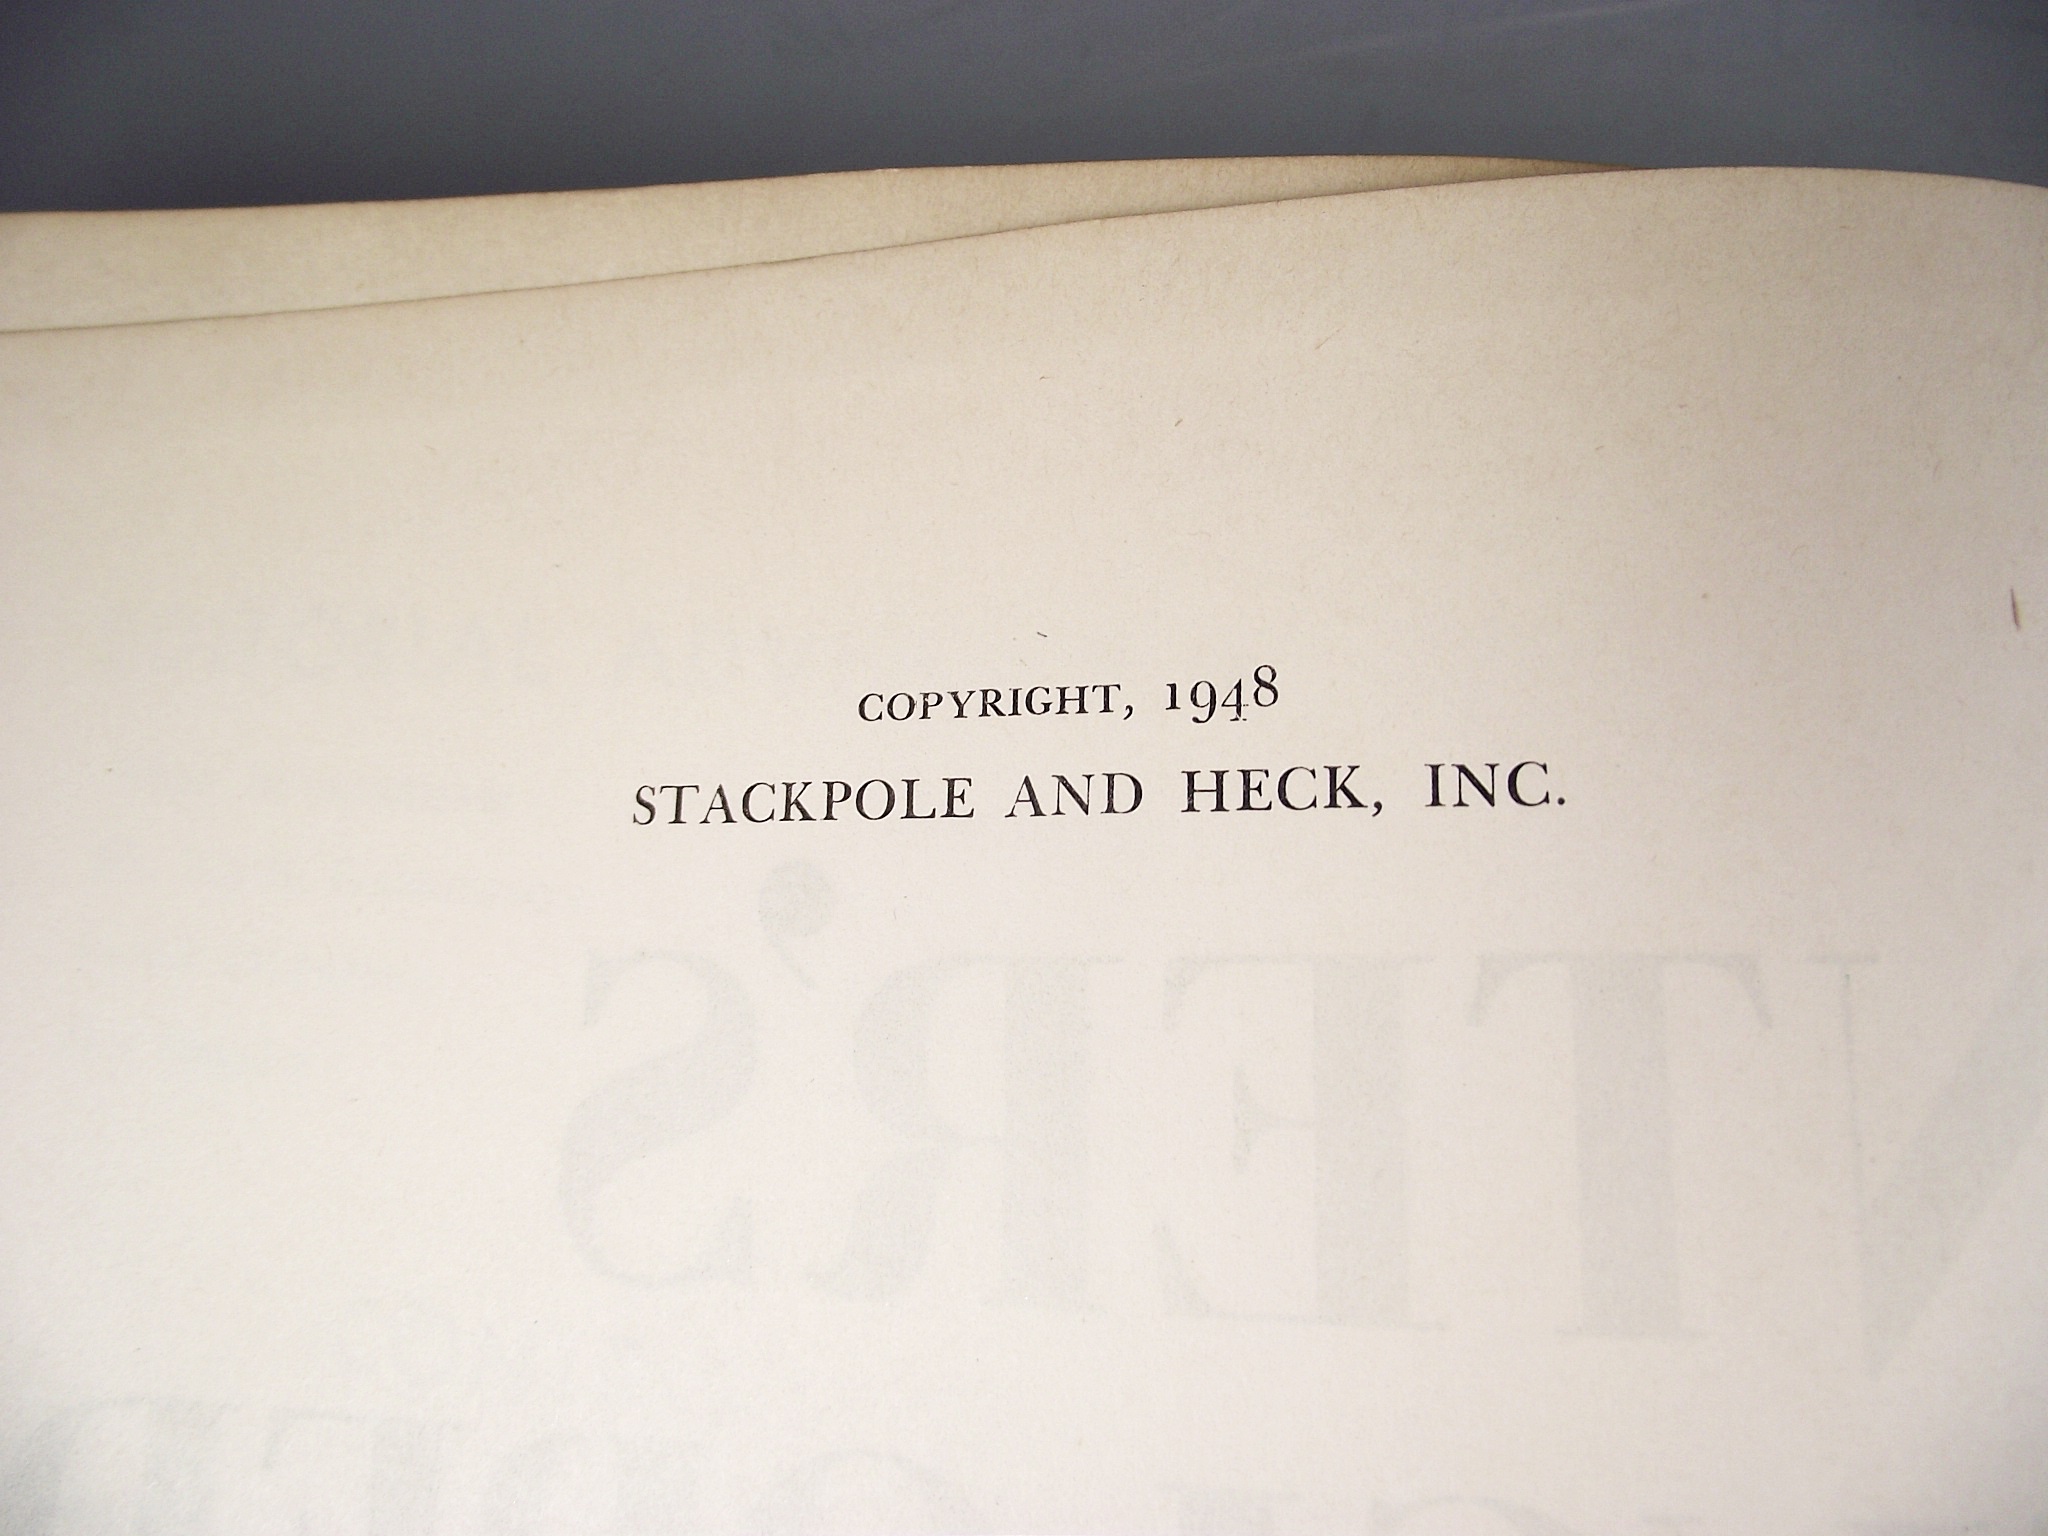 COPYRIGHT, 1948
STACKPOLE AND HECK, INC.